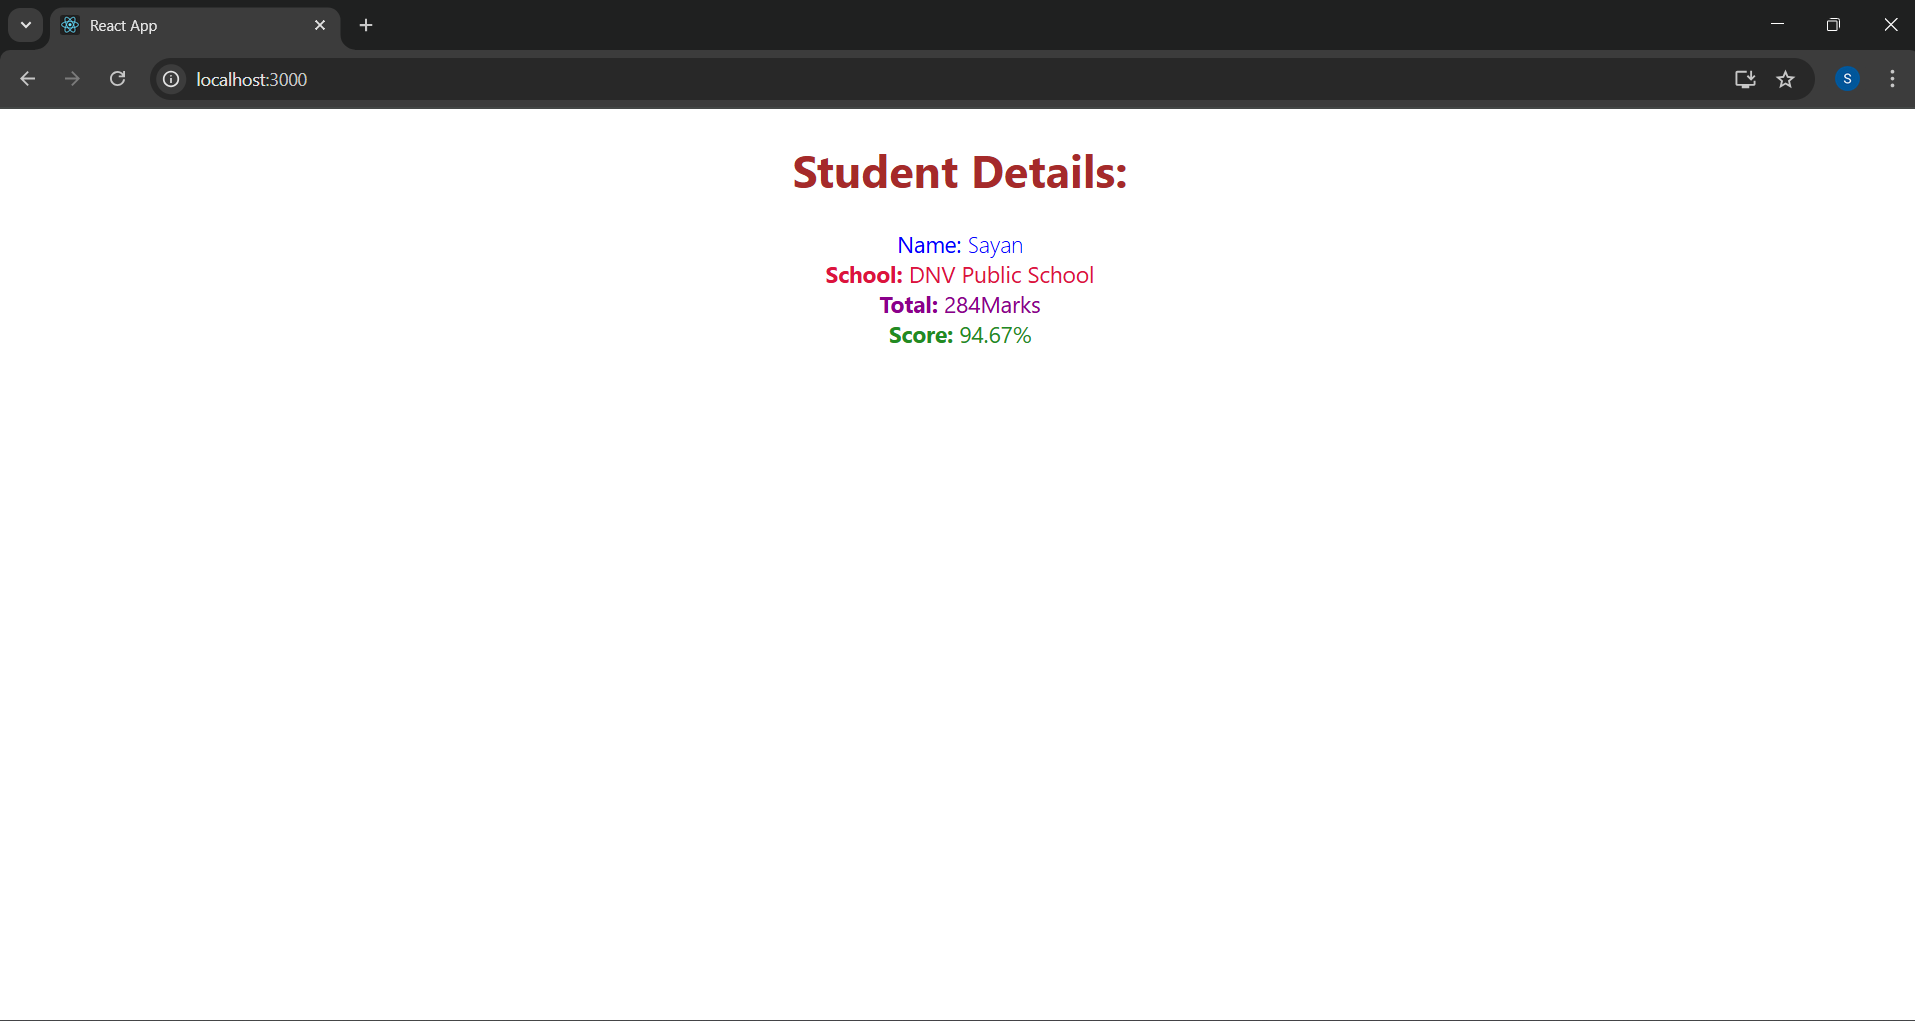 React App
localhost:3000
S
Student Details:
Name: Sayan
School: DNV Public School
Total: 284Marks
Score: 94.67%